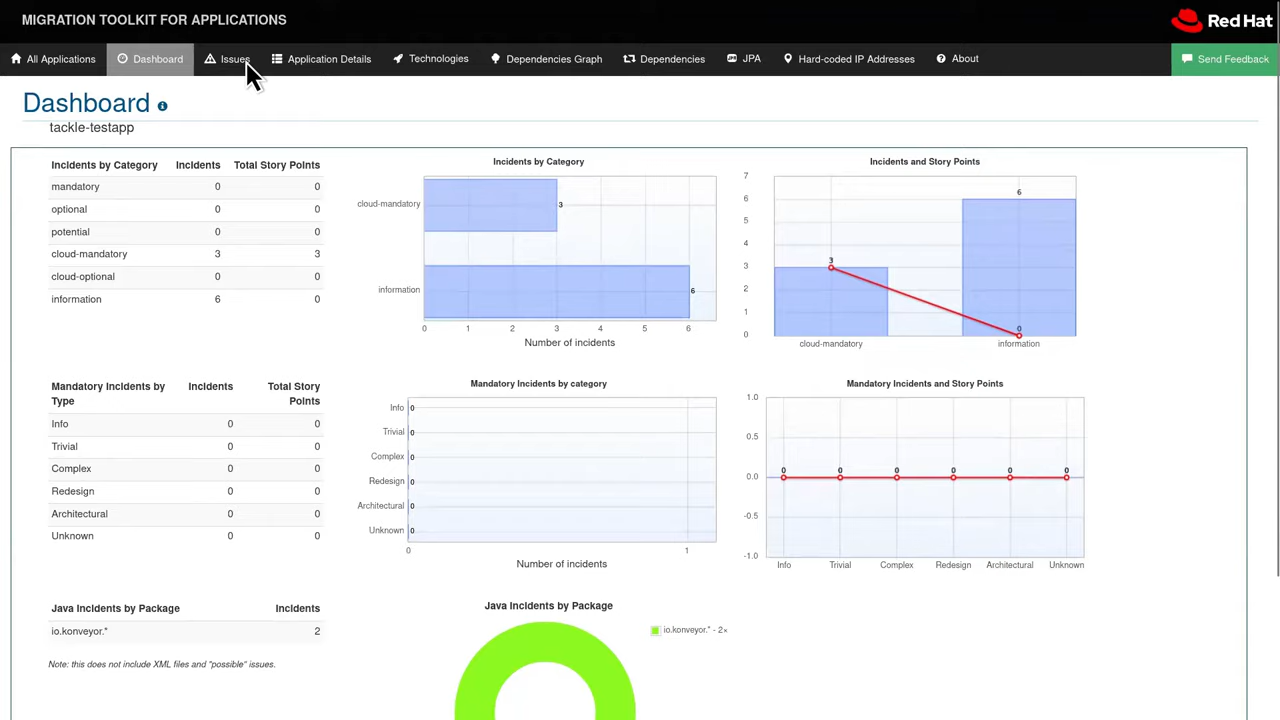 MIGRATION TOOLKIT FOR APPLICATIONS
Red Hat
All Applications Dashboard Issues Application Details Technologies Dependencies Graph Dependencies JPA Hard-coded IP Addresses About Send Feedback
Dashboard
tackle-testapp
Incidents by Category Incidents Total Story Points
mandatory 0 0
optional 0 0
potential 0 0
cloud-mandatory 3 3
cloud-optional 0 0
information 6 0
Incidents by Category
cloud-mandatory 3
information 6
0 1 2 3 4 5 6
Number of incidents
Incidents and Story Points
7
6
5
4
3
2
1
0
3
6
0
cloud-mandatory information
Mandatory Incidents by Type Incidents Total Story Points
Info 0 0
Trivial 0 0
Complex 0 0
Redesign 0 0
Architectural 0 0
Unknown 0 0
Mandatory Incidents by category
Info 0
Trivial 0
Complex 0
Redesign 0
Architectural 0
Unknown 0
0 1
Number of incidents
Mandatory Incidents and Story Points
1.0
0.5
0.0
-0.5
-1.0
0 0 0 0 0 0
Info Trivial Complex Redesign Architectural Unknown
Java Incidents by Package Incidents
io.konveyor.* 2
Note: this does not include XML files and "possible" issues.
Java Incidents by Package
io.konveyor.* - 2×